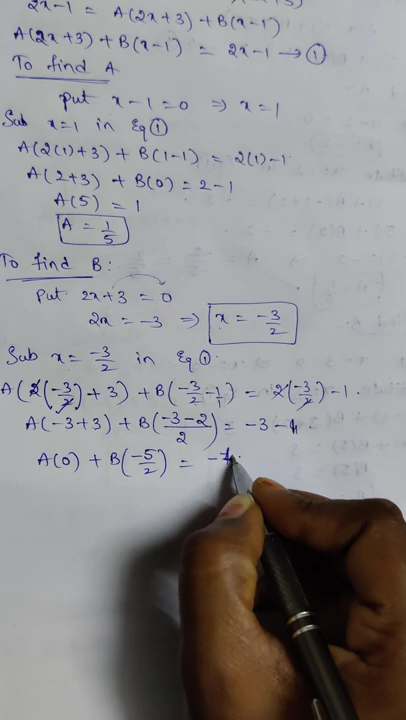 2x-1 = A(2x+3) + B(x-1)
A(2x+3) + B(x-1) = 2x-1 → ①
To find A
put x-1=0 ⇒ x=1
Sub x=1 in Eq ①
A(2(1)+3) + B(1-1) = 2(1)-1
A(2+3) + B(0) = 2-1
A(5) = 1
A = 1/5
To find B:
Put 2x+3 = 0
2x = -3 ⇒ x = -3/2
Sub x = -3/2 in Eq ①.
A(2(-3/2)+3) + B(-3/2 - 1/1) = 2(-3/2) - 1.
A(-3+3) + B((-3-2)/2) = -3-1
A(0) + B(-5/2) = -4